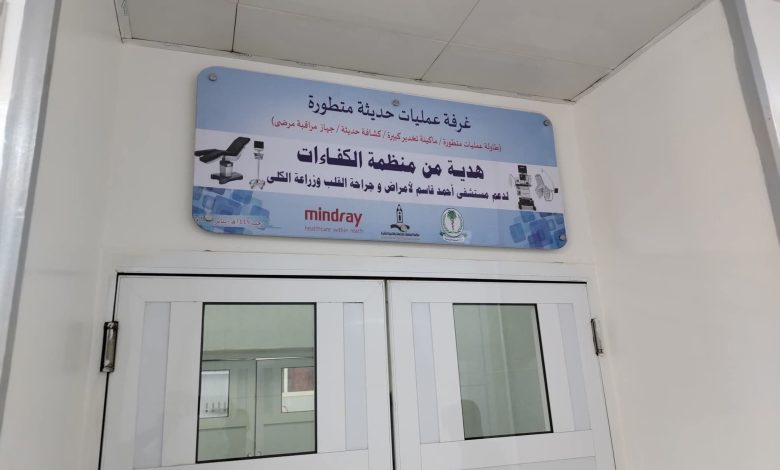 غرفة عمليات حديثة متطورة
(طاولة عمليات متطورة / ماكينة تخدير كبيرة / كشافة حديثة / جهاز مراقبة مرضى)
هدية من منظمة الكفاءات
لدعم مستشفى أحمد قاسم لأمراض و جراحة القلب وزراعة الكلى
mindray
healthcare within reach